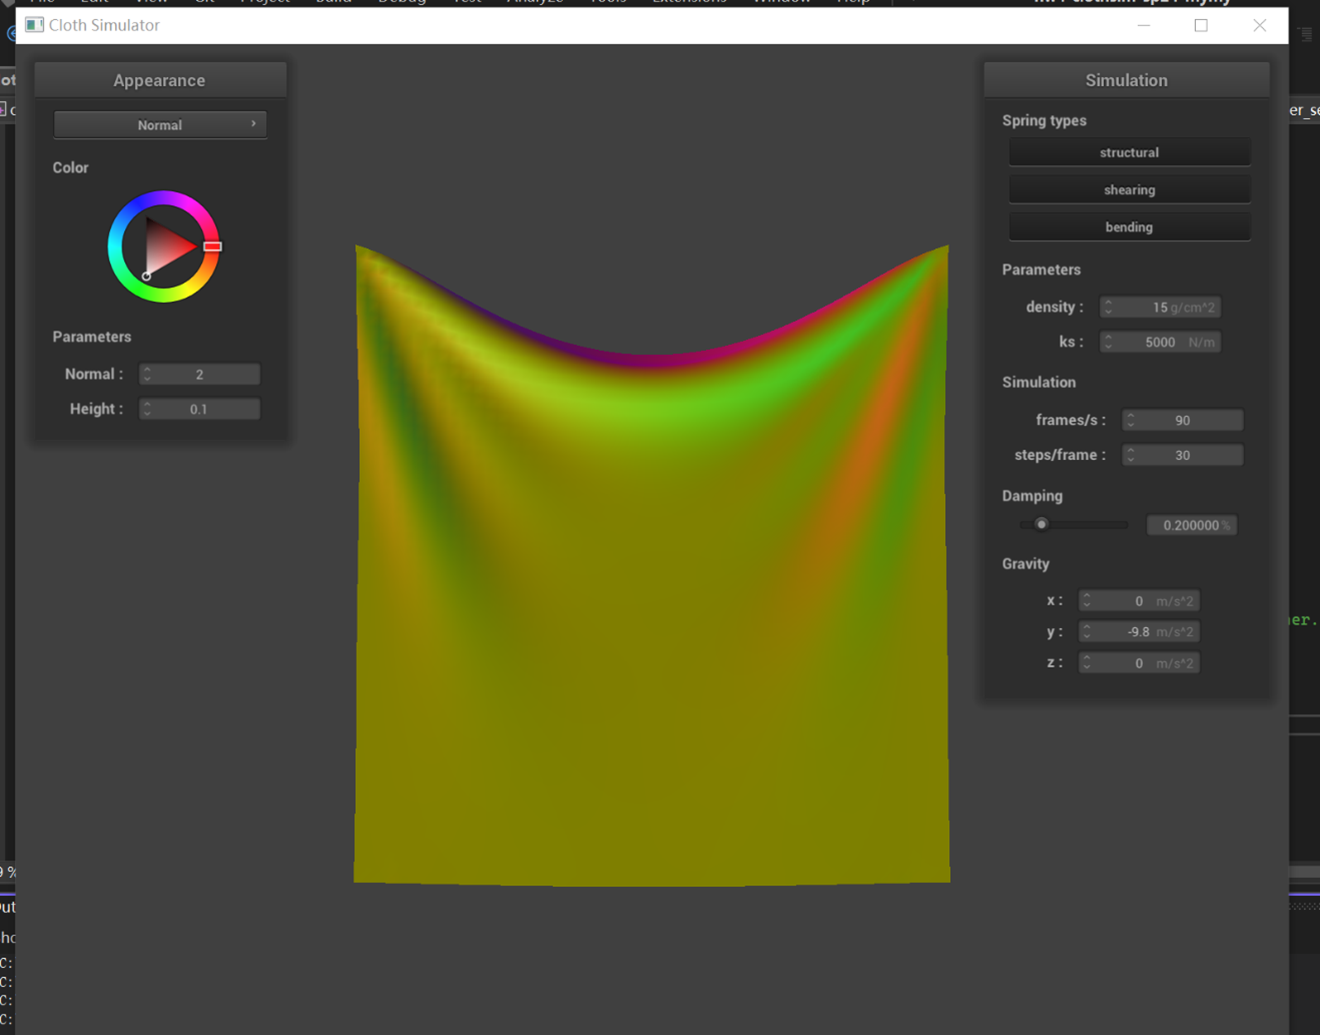 Cloth Simulator
Appearance
Normal
Color
Parameters
Normal : 2
Height : 0.1
Simulation
Spring types
structural
shearing
bending
Parameters
density : 15 g/cm^2
ks : 5000 N/m
Simulation
frames/s : 90
steps/frame : 30
Damping
0.200000 %
Gravity
x : 0 m/s^2
y : -9.8 m/s^2
z : 0 m/s^2
C:
C:
C:
C: